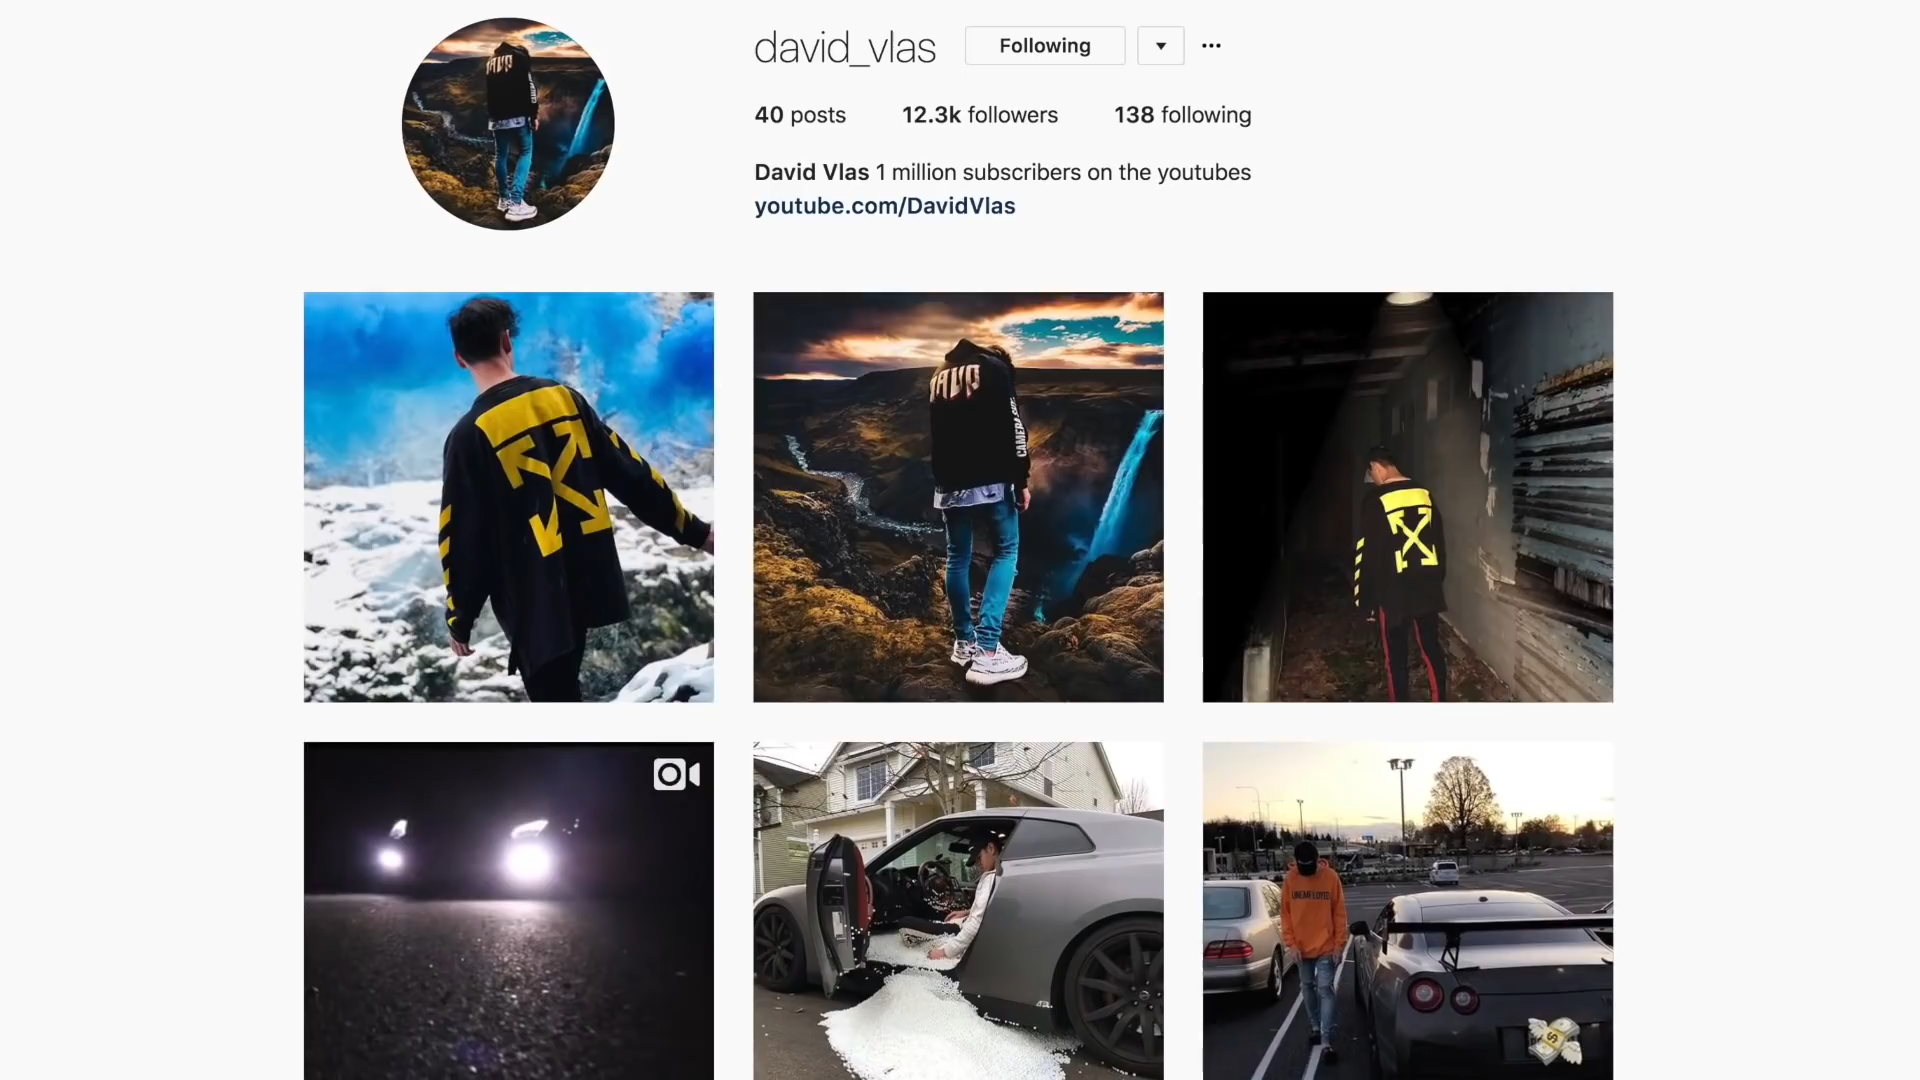 david_vlas Following
40 posts 12.3k followers 138 following
David Vlas 1 million subscribers on the youtubes
youtube.com/DavidVlas
UNEMPLOYED